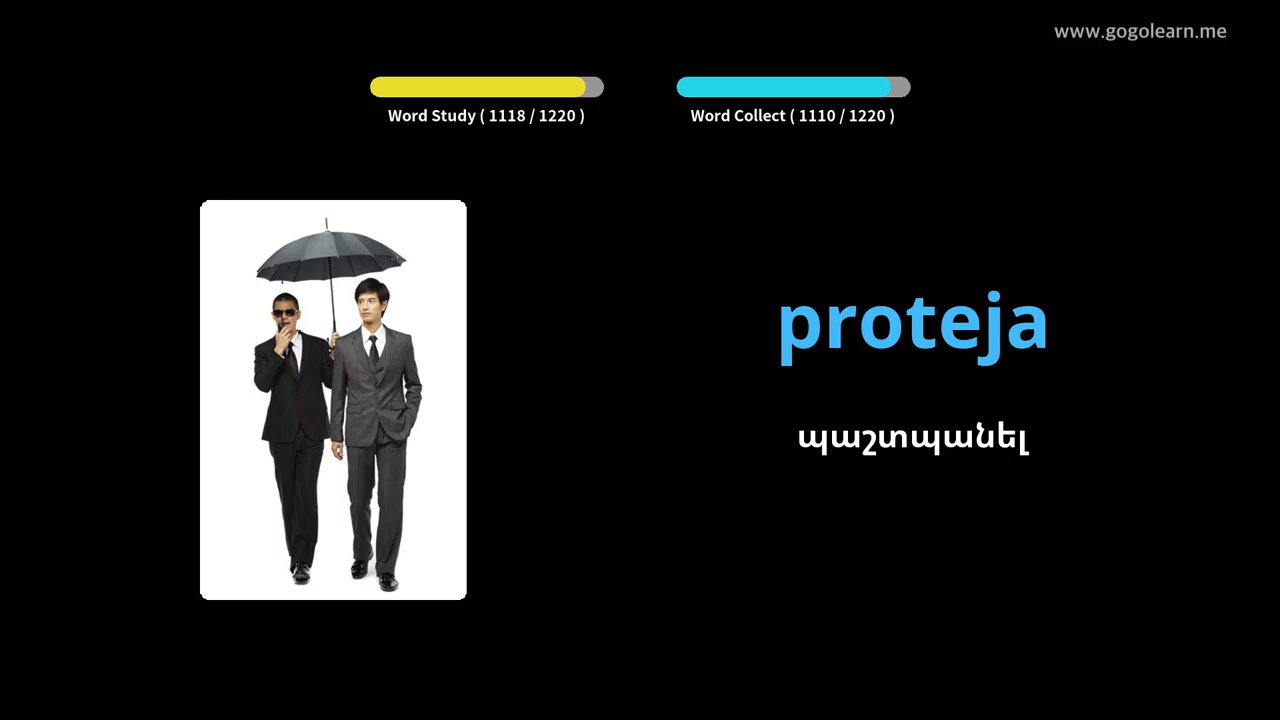 www.gogolearn.me
Word Study ( 1118 / 1220 )
Word Collect ( 1110 / 1220 )
proteja
պաշտպանել